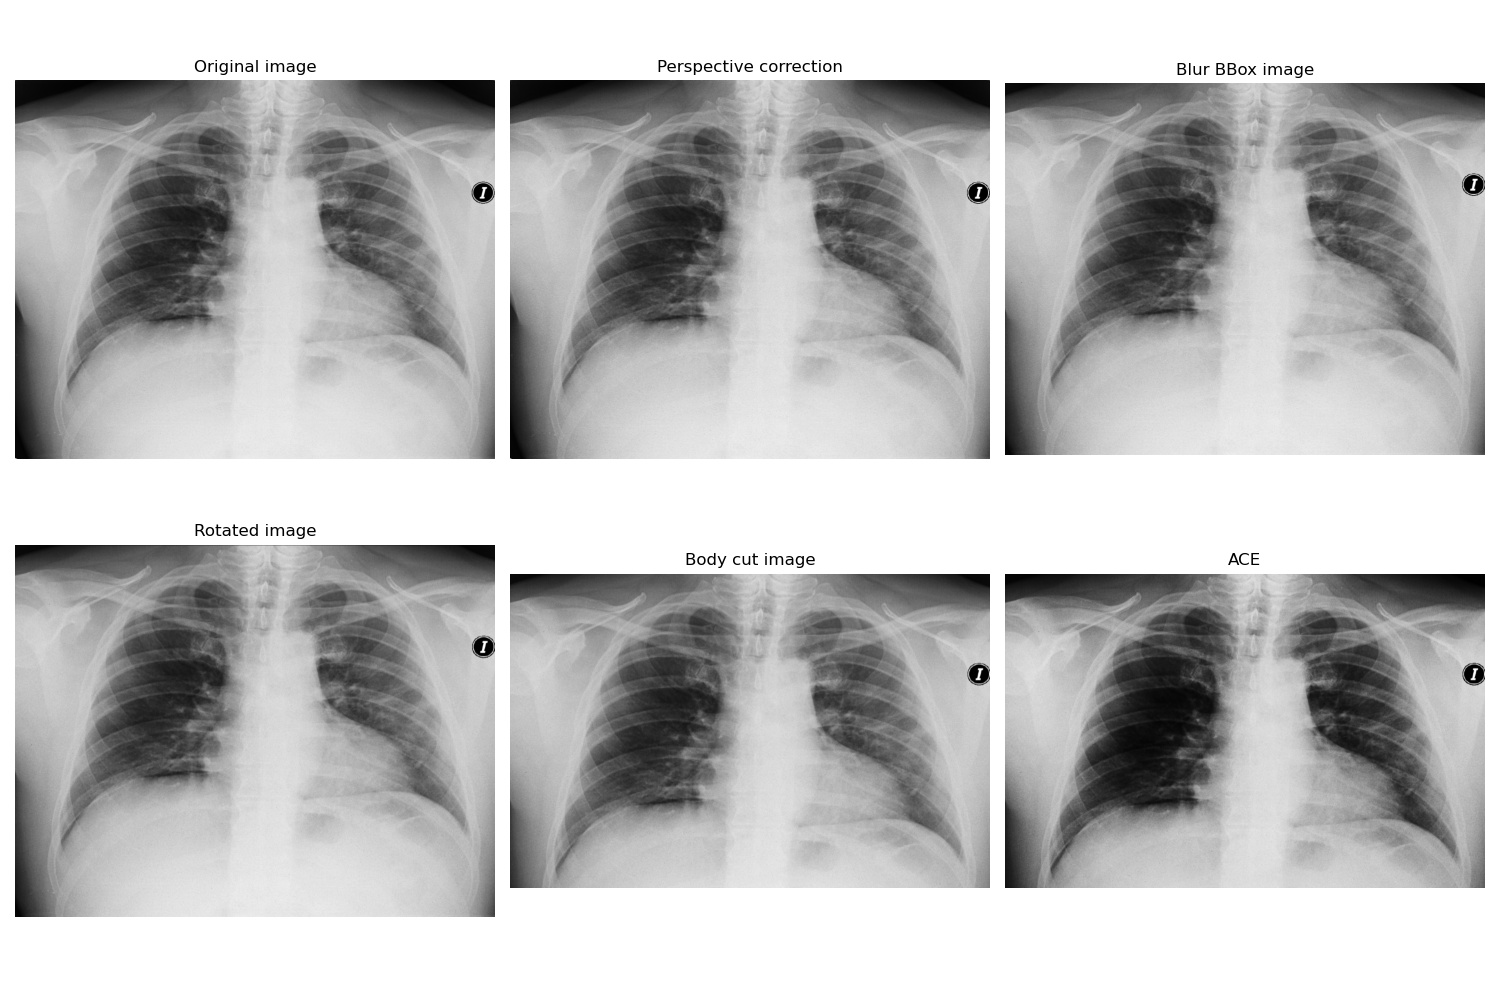 Original image
Perspective correction
Blur BBox image
I
I
I
Rotated image
Body cut image
ACE
I
I
I